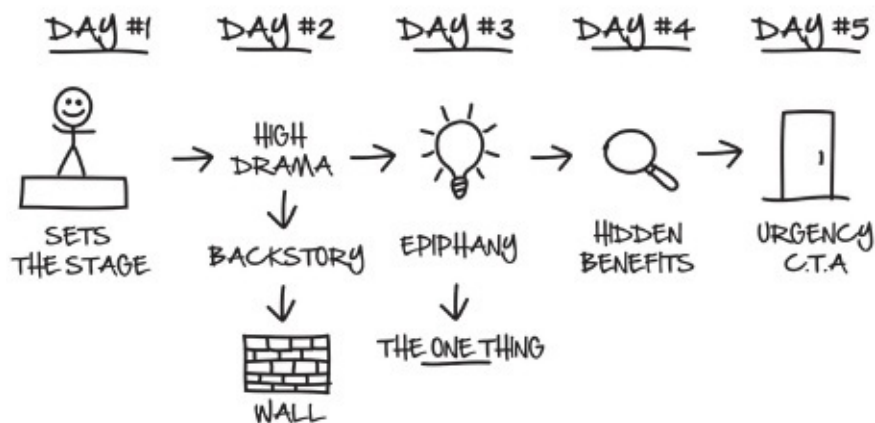 DAY #1
DAY #2
DAY #3
DAY #4
DAY #5
SETS
THE STAGE
HIGH
DRAMA
BACKSTORY
WALL
EPIPHANY
THE ONE THING
HIDDEN
BENEFITS
URGENCY
C.T.A